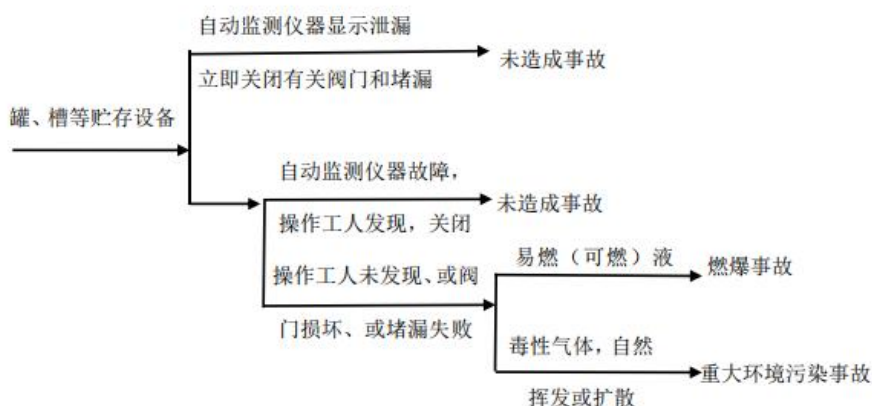 自动监测仪器显示泄漏
未造成事故
立即关闭有关阀门和堵漏
罐、槽等贮存设备
自动监测仪器故障，
未造成事故
操作工人发现，关闭
易燃（可燃）液
燃爆事故
操作工人未发现、或阀
门损坏、或堵漏失败
毒性气体，自然
重大环境污染事故
挥发或扩散